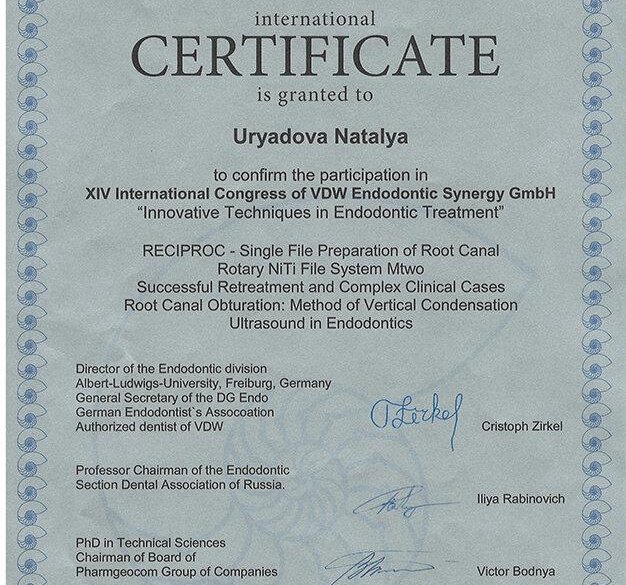 international
CERTIFICATE
is granted to
Uryadova Natalya
to confirm the participation in
XIV International Congress of VDW Endodontic Synergy GmbH
“Innovative Techniques in Endodontic Treatment”
RECIPROC - Single File Preparation of Root Canal
Rotary NiTi File System Mtwo
Successful Retreatment and Complex Clinical Cases
Root Canal Obturation: Method of Vertical Condensation
Ultrasound in Endodontics
Director of the Endodontic division
Albert-Ludwigs-University, Freiburg, Germany
General Secretary of the DG Endo
German Endodontist`s Assocoation
Authorized dentist of VDW
Cristoph Zirkel
Professor Chairman of the Endodontic
Section Dental Association of Russia.
Iliya Rabinovich
PhD in Technical Sciences
Chairman of Board of
Pharmgeocom Group of Companies
Victor Bodnya